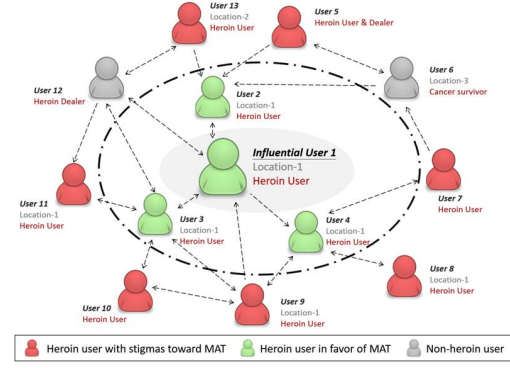 User 13
Location-2
Heroin User
User 5
Heroin User & Dealer
User 12
Heroin Dealer
User 2
Location-1
Heroin User
User 6
Location-3
Cancer survivor
Influential User 1
Location-1
Heroin User
User 11
Location-1
Heroin User
User 3
Location-1
Heroin User
User 4
Location-1
Heroin User
User 7
Heroin User
User 8
Location-1
Heroin User
User 10
Heroin User
User 9
Location-1
Heroin User
Heroin user with stigmas toward MAT
Heroin user in favor of MAT
Non-heroin user